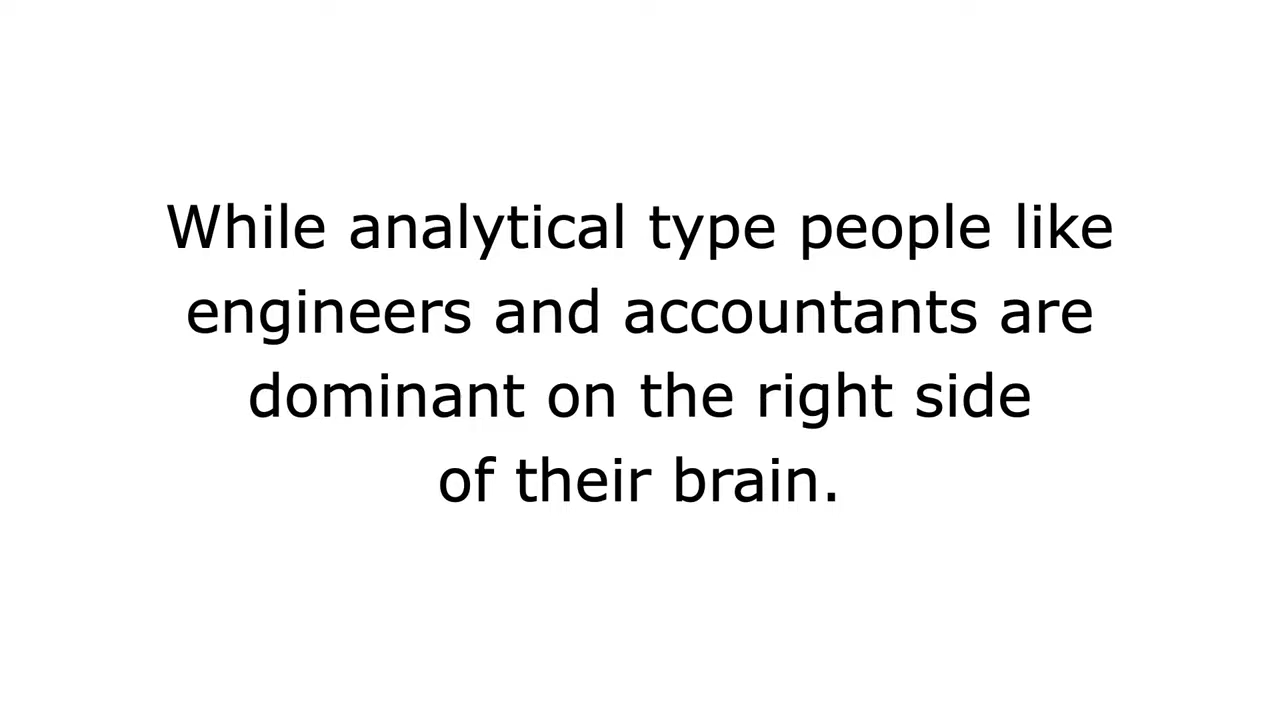 While analytical type people like
engineers and accountants are
dominant on the right side
of their brain.